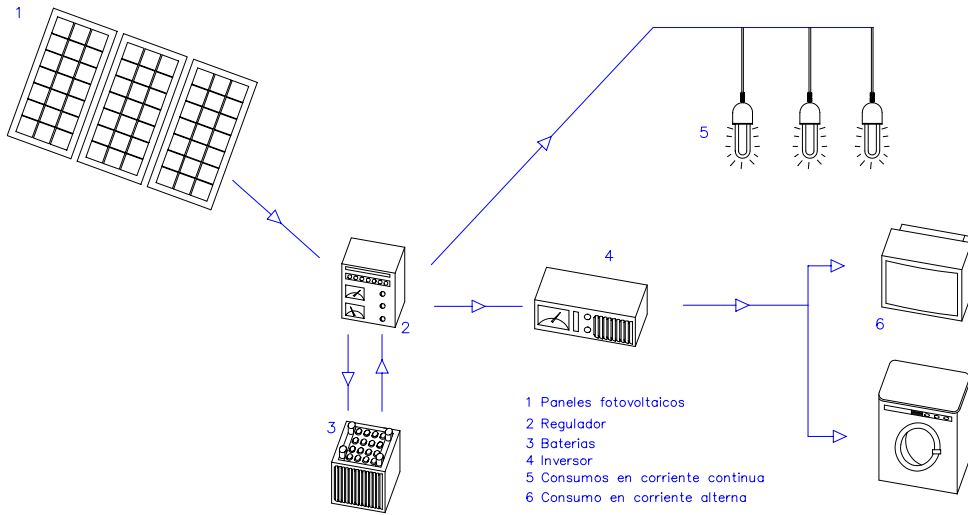 1
5
4
2
6
3
1 Paneles fotovoltaicos
2 Regulador
3 Baterias
4 Inversor
5 Consumos en corriente continua
6 Consumo en corriente alterna